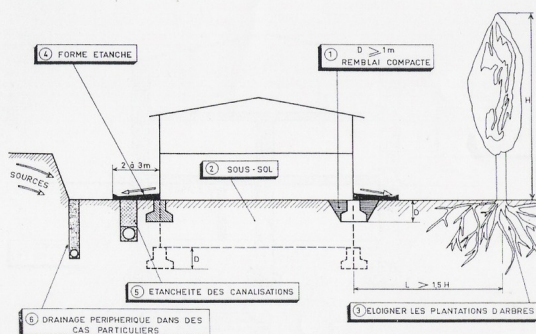 ④ FORME ETANCHE
① D ⩾ 1m
REMBLAI COMPACTE
H
2 à 3m
② SOUS-SOL
SOURCES
D
D
⑤ ETANCHEITE DES CANALISATIONS
L > 1,5 H
⑥ DRAINAGE PERIPHERIQUE DANS DES
CAS PARTICULIERS
③ ELOIGNER LES PLANTATIONS D'ARBRES